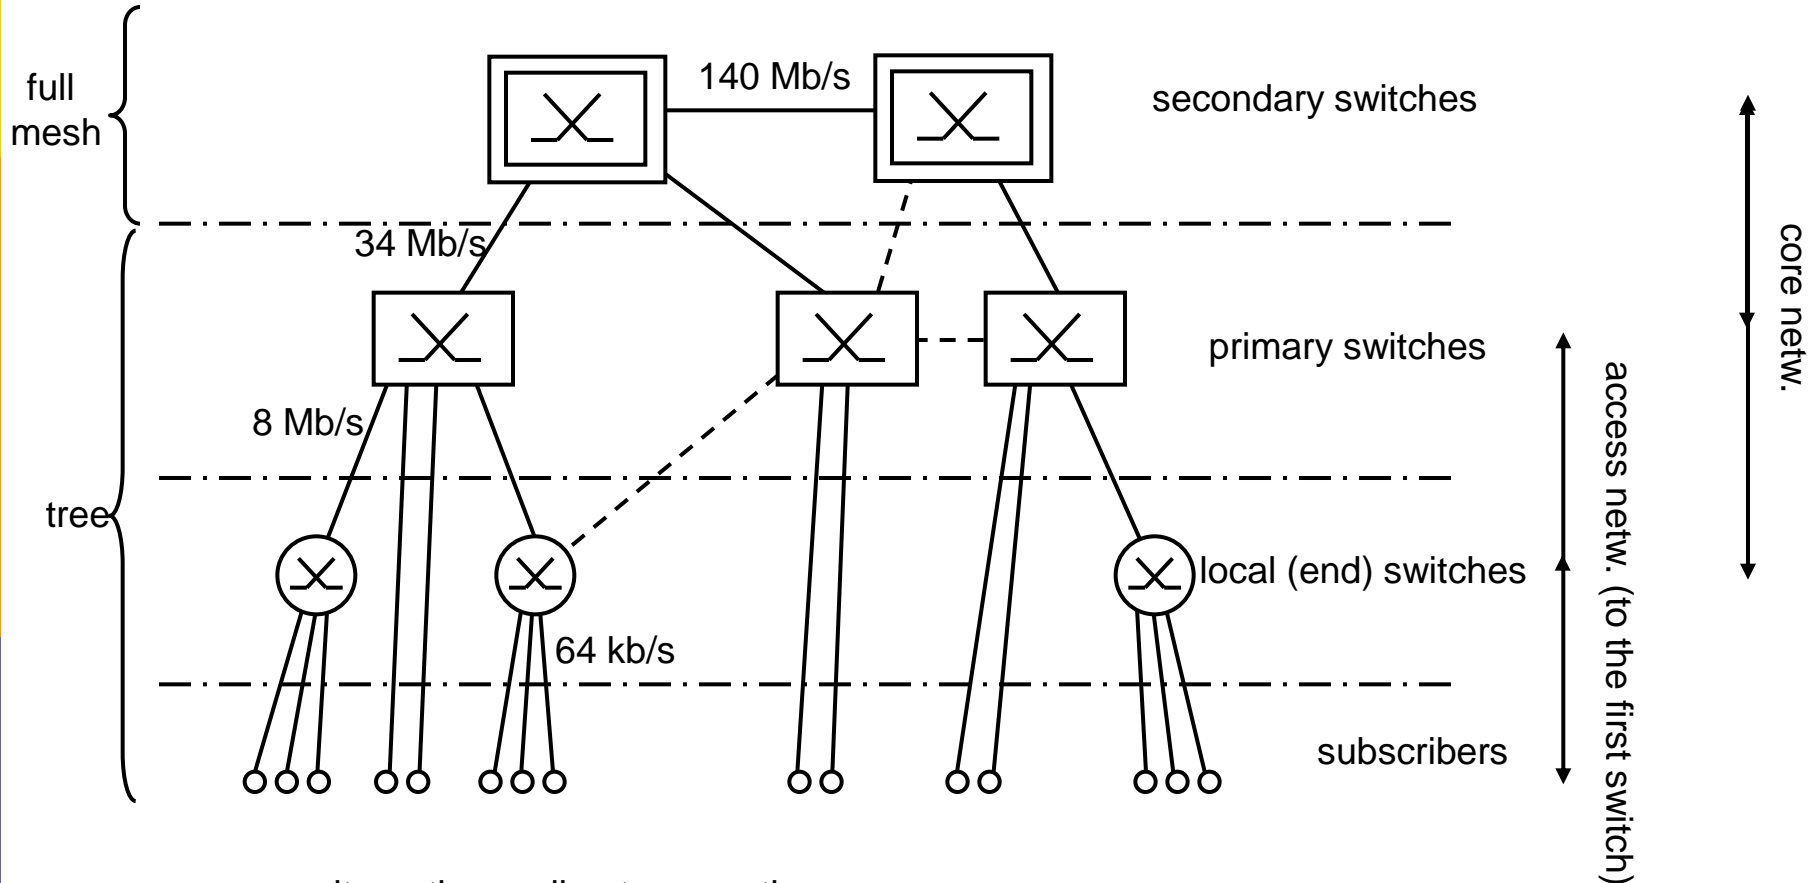 full
mesh
140 Mb/s
secondary switches
34 Mb/s
core netw.
primary switches
8 Mb/s
access netw. (to the first switch)
tree
local (end) switches
64 kb/s
subscribers